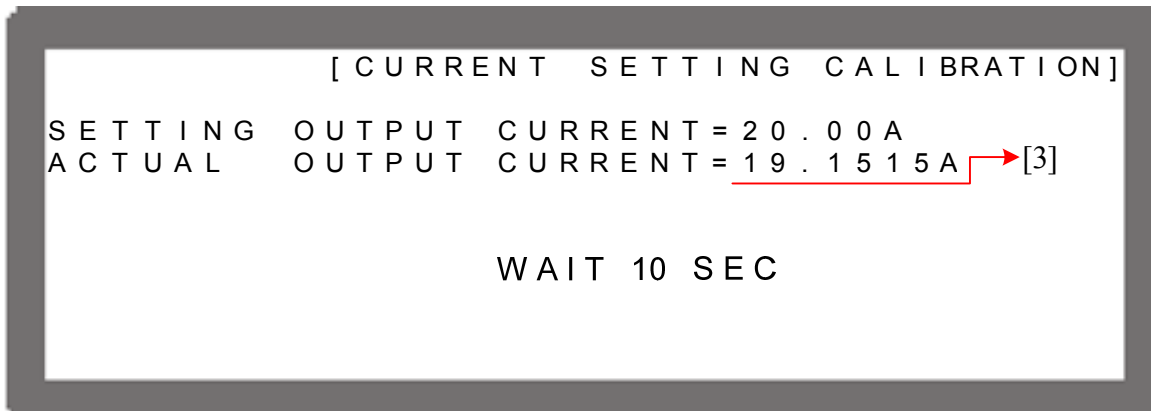 [CURRENT SETTING CALIBRATION]
SETTING OUTPUT CURRENT=20.00A
ACTUAL OUTPUT CURRENT=19.1515A [3]
WAIT 10 SEC